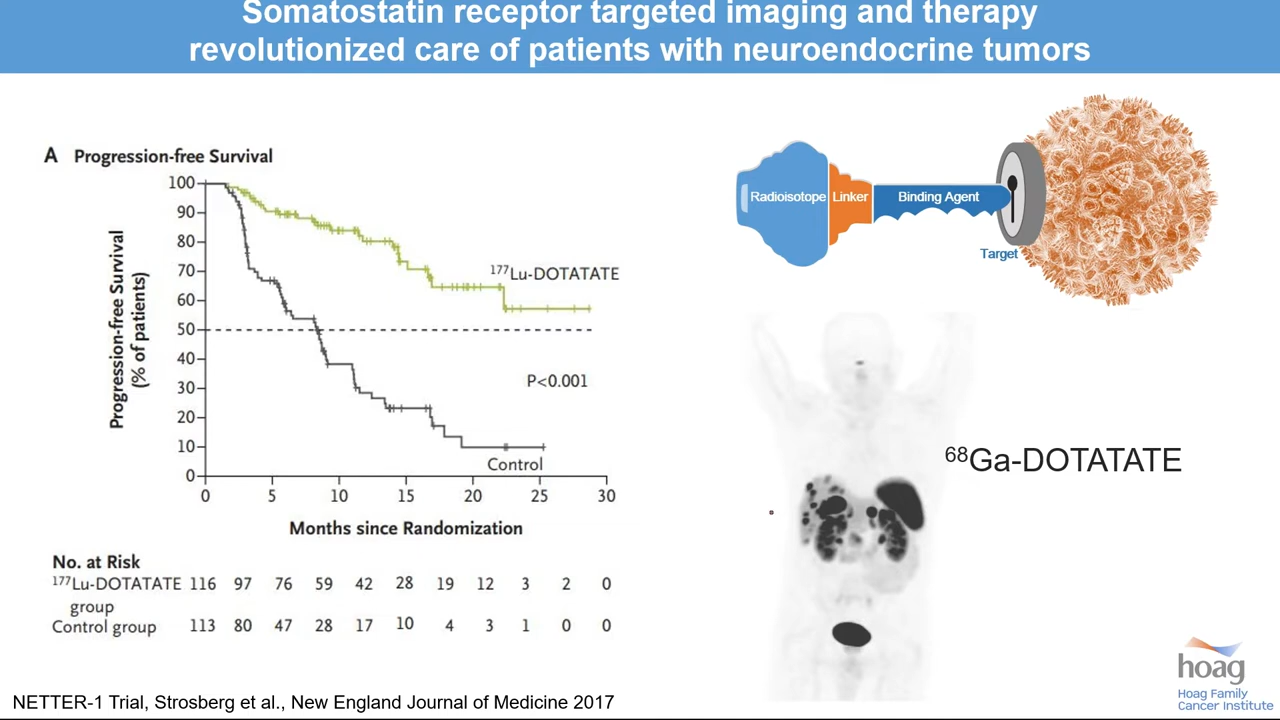 Somatostatin receptor targeted imaging and therapy
revolutionized care of patients with neuroendocrine tumors
A Progression-free Survival
Progression-free Survival
(% of patients)
100
90
80
70
60
50
40
30
20
10
0
0 5 10 15 20 25 30
Months since Randomization
¹⁷⁷Lu-DOTATATE
P<0.001
Control
No. at Risk
¹⁷⁷Lu-DOTATATE 116 97 76 59 42 28 19 12 3 2 0
group
Control group 113 80 47 28 17 10 4 3 1 0 0
Radioisotope Linker Binding Agent
Target
⁶⁸Ga-DOTATATE
NETTER-1 Trial, Strosberg et al., New England Journal of Medicine 2017
hoag
Hoag Family
Cancer Institute